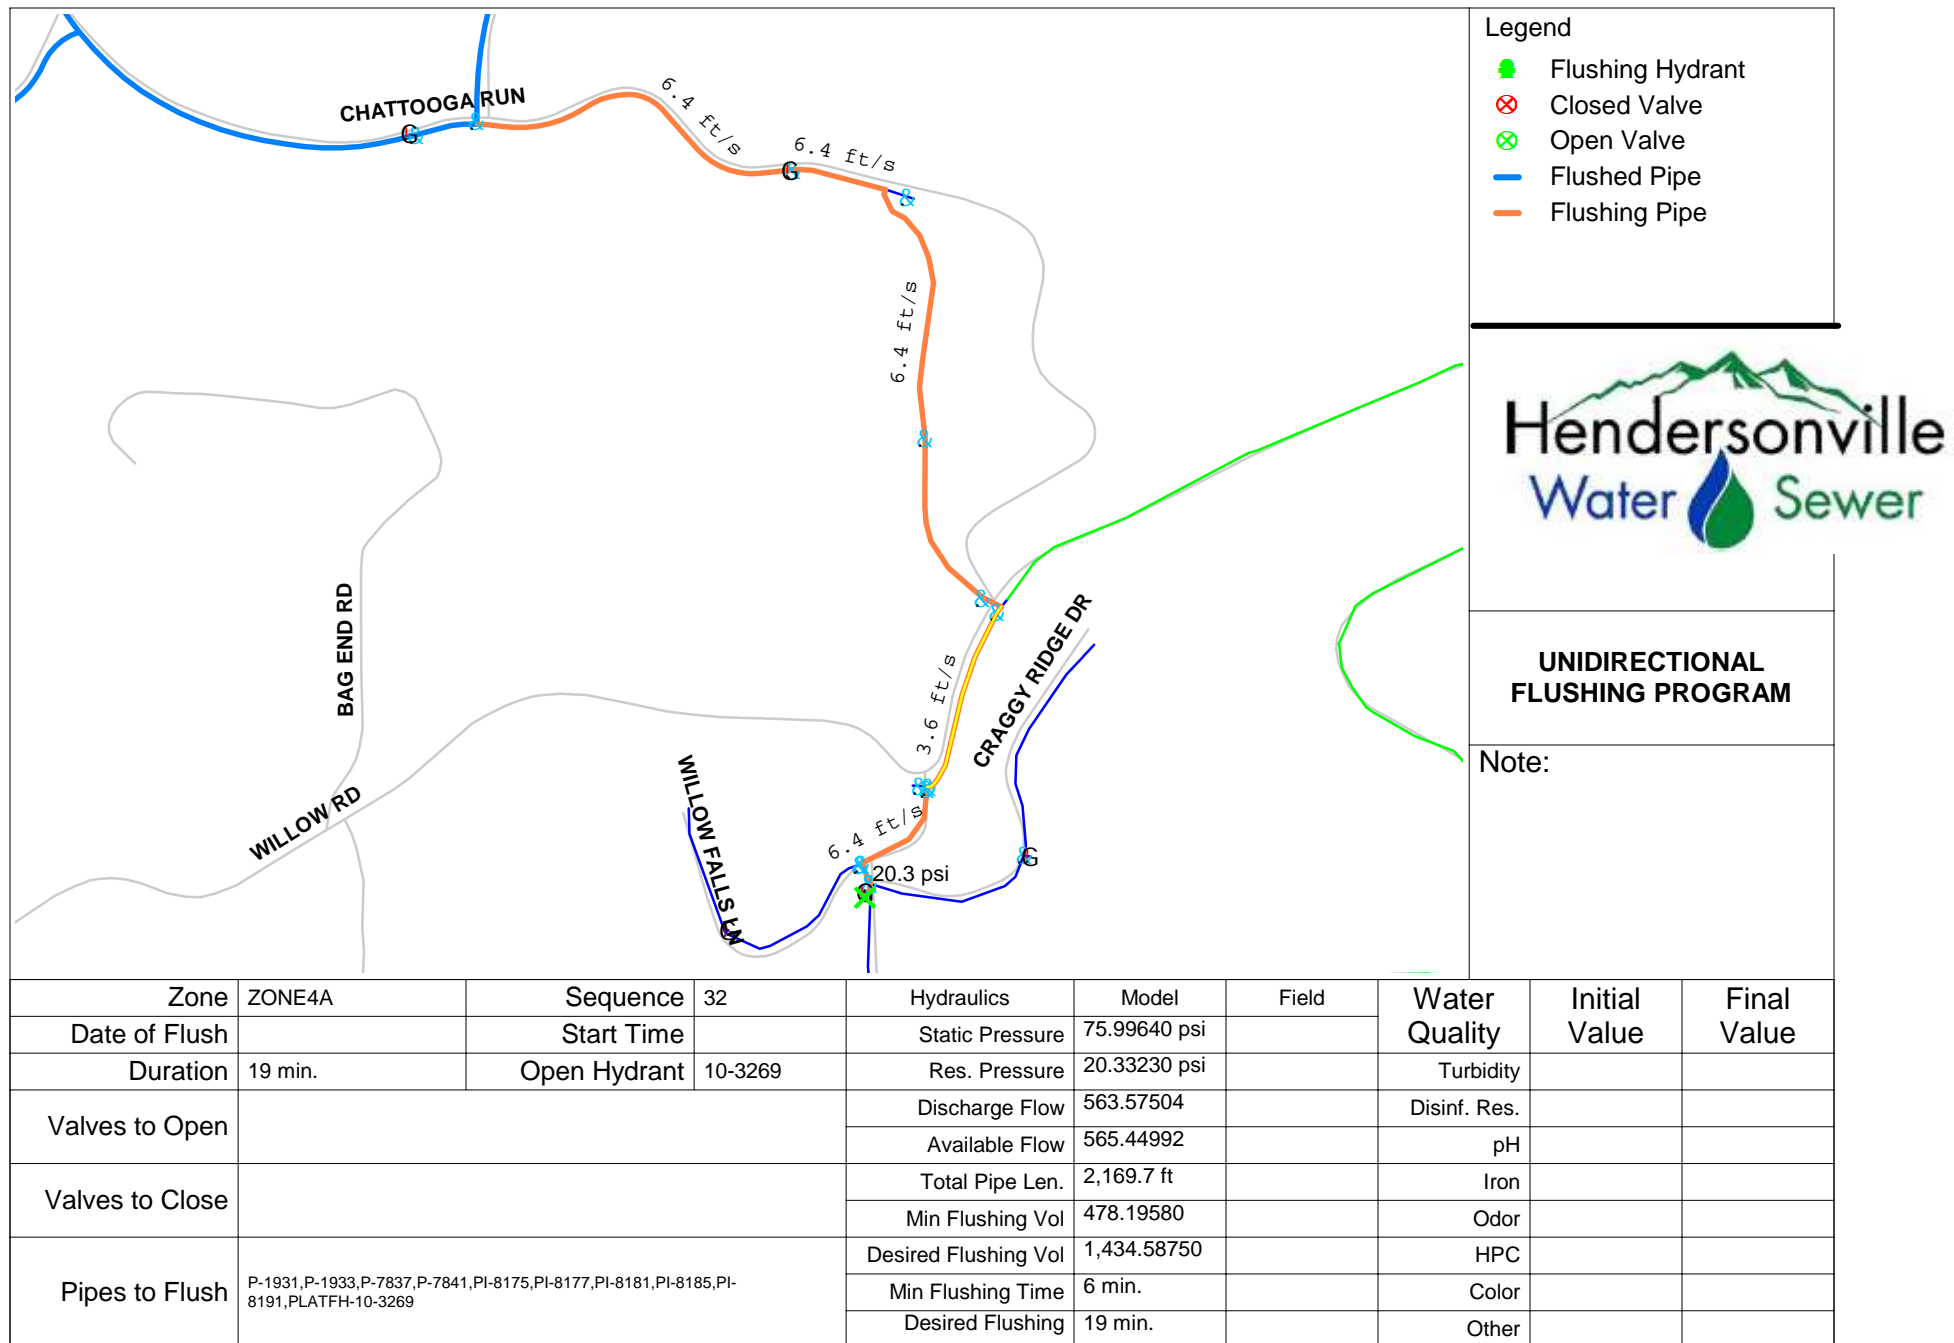 Legend
Flushing Hydrant
Closed Valve
Open Valve
Flushed Pipe
Flushing Pipe
CHATTOOGA RUN
6.4 ft/s
6.4 ft/s
6.4 ft/s
G
&
&
G
&
&
&
&
&
3.6 ft/s
CRAGGY RIDGE DR
BAG END RD
WILLOW RD
WILLOW FALLS LN
6.4 ft/s
&
&
&
20.3 psi
&
G
G
G
Hendersonville
Water Sewer
UNIDIRECTIONAL
FLUSHING PROGRAM
Note:
Zone ZONE4A Sequence 32 Hydraulics Model Field Water Quality Initial Value Final Value
Date of Flush Start Time Static Pressure 75.99640 psi
Duration 19 min. Open Hydrant 10-3269 Res. Pressure 20.33230 psi Turbidity
Valves to Open Discharge Flow 563.57504 Disinf. Res.
Available Flow 565.44992 pH
Valves to Close Total Pipe Len. 2,169.7 ft Iron
Min Flushing Vol 478.19580 Odor
Pipes to Flush P-1931,P-1933,P-7837,P-7841,PI-8175,PI-8177,PI-8181,PI-8185,PI-
8191,PLATFH-10-3269
Desired Flushing Vol 1,434.58750 HPC
Min Flushing Time 6 min. Color
Desired Flushing 19 min. Other